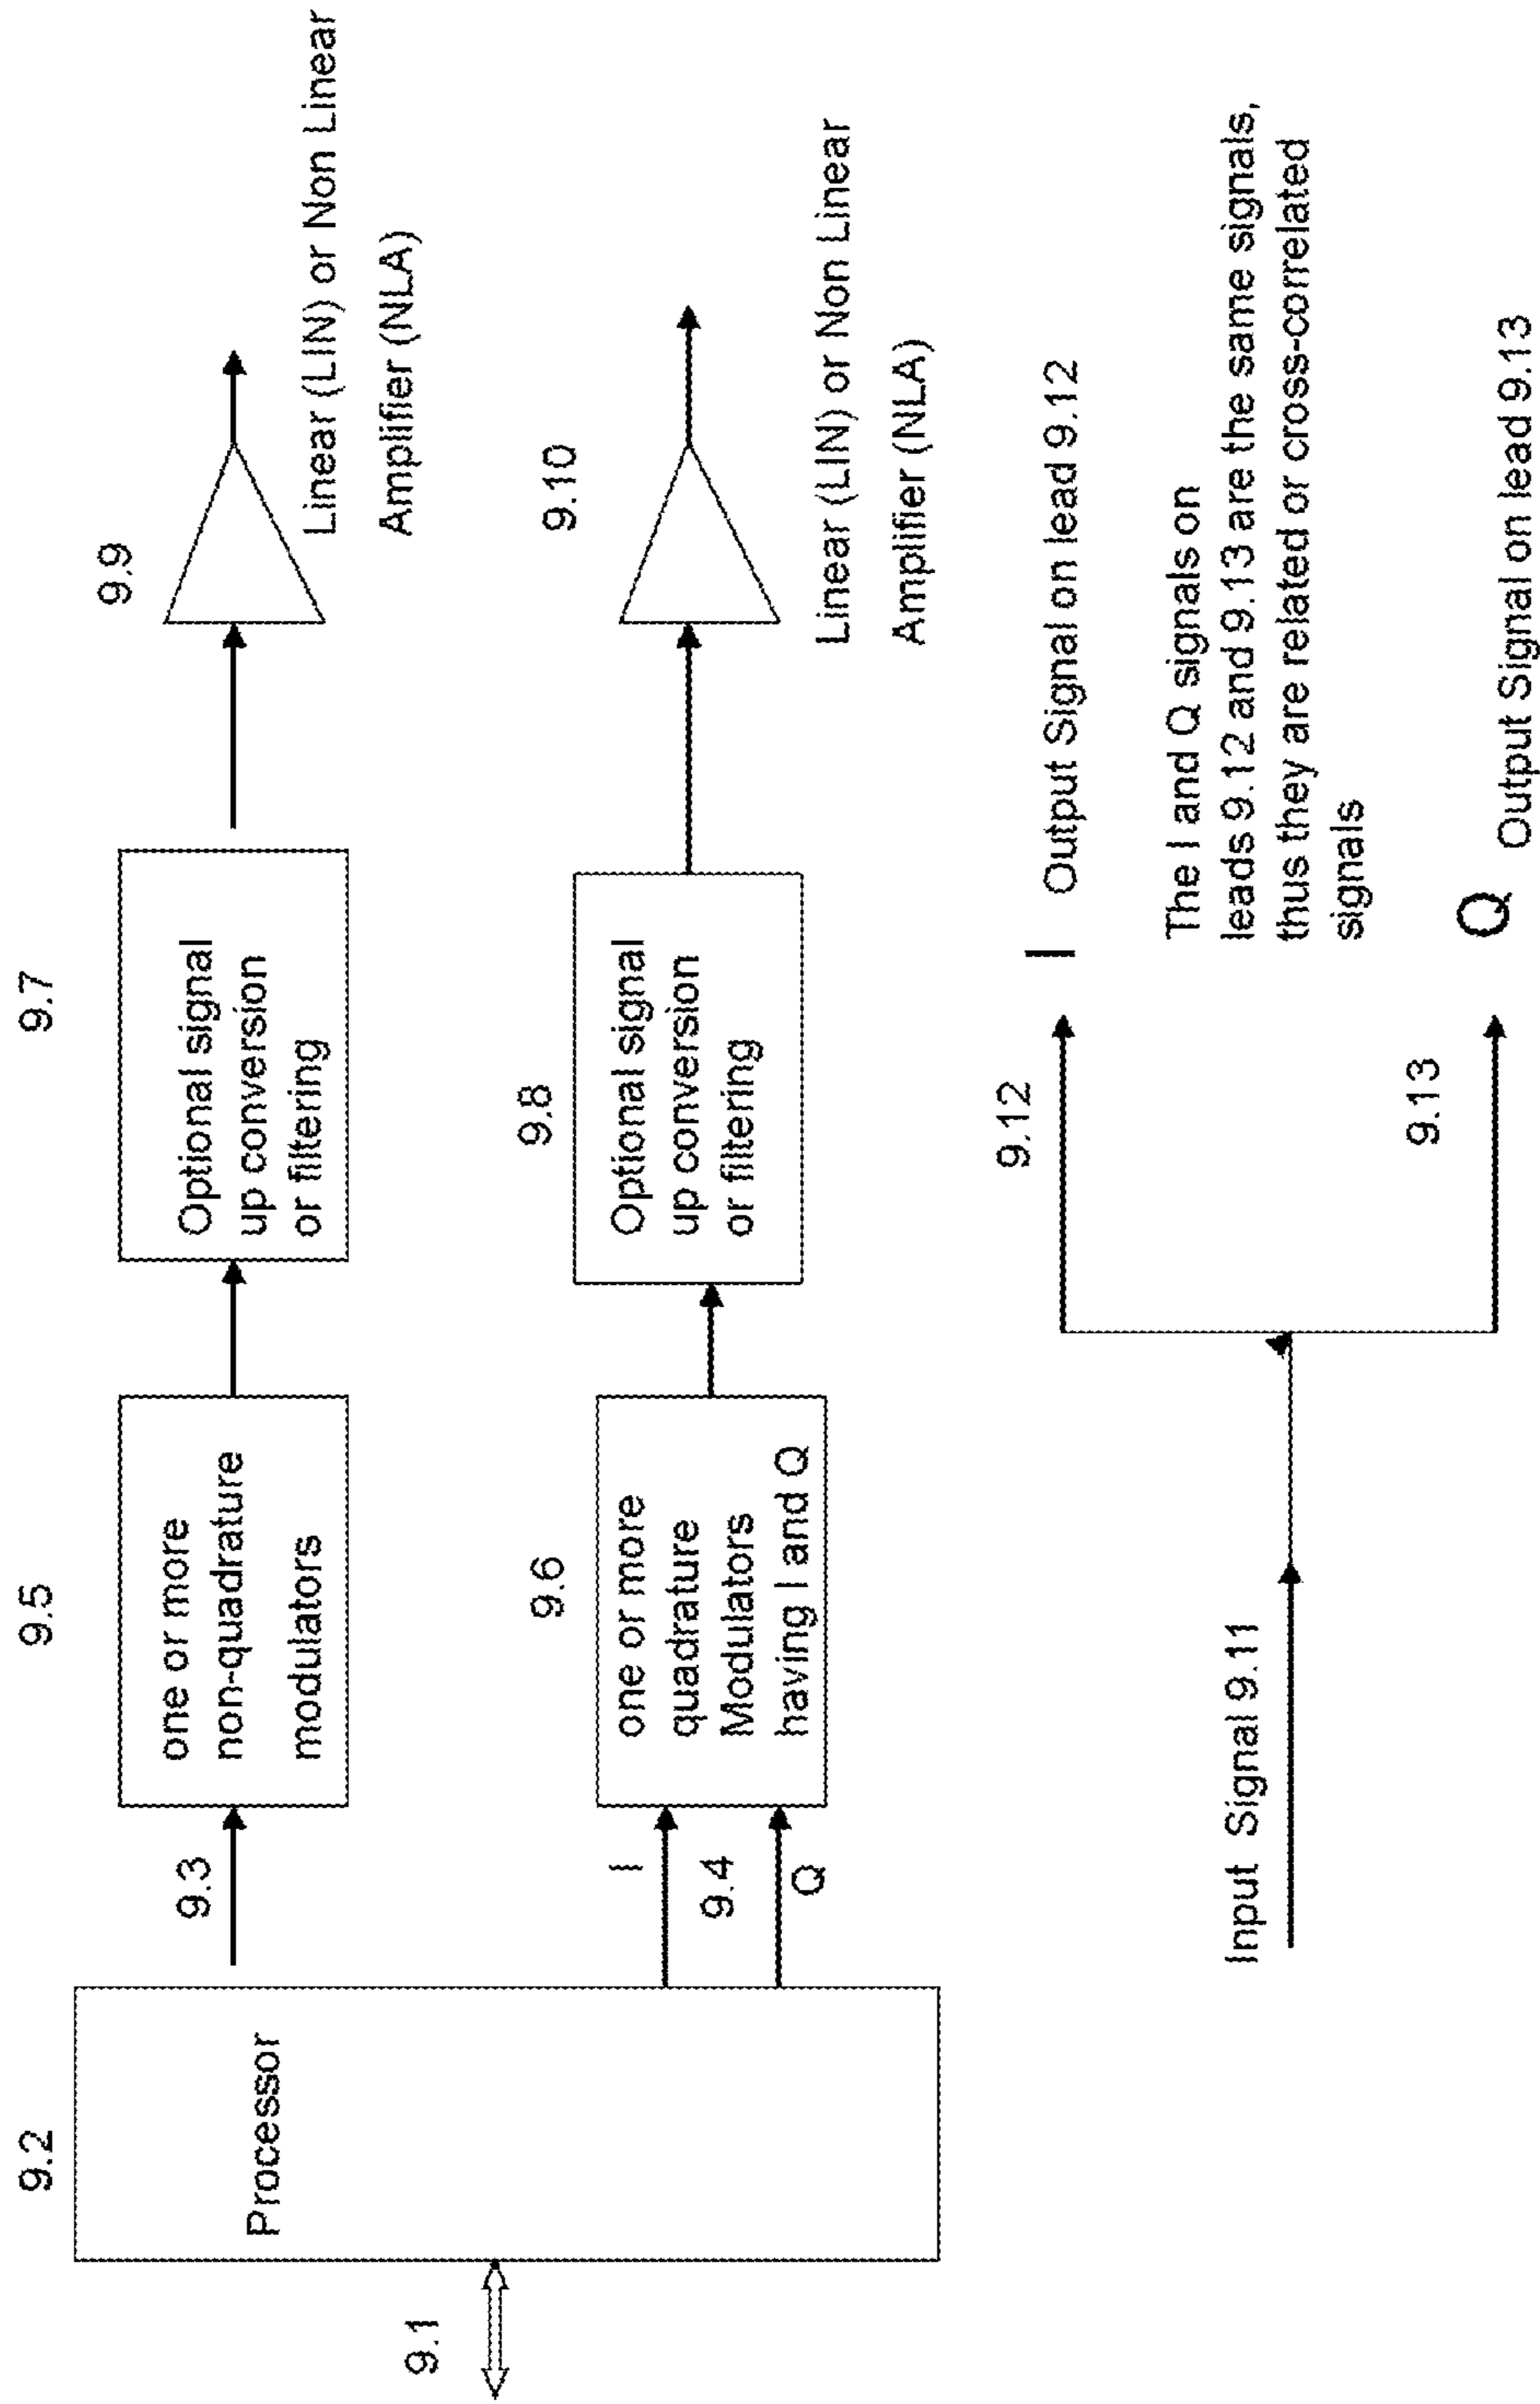 9.1
9.2
Processor
9.3
9.5
one or more
non-quadrature
modulators
9.7
Optional signal
up conversion
or filtering
9.9
Linear (LIN) or Non Linear
Amplifier (NLA)
I
9.4
Q
9.6
one or more
quadrature
Modulators
having I and Q
9.8
Optional signal
up conversion
or filtering
9.10
Linear (LIN) or Non Linear
Amplifier (NLA)
Input Signal 9.11
9.12
I
Output Signal on lead 9.12
The I and Q signals on
leads 9.12 and 9.13 are the same signals,
thus they are related or cross-correlated
signals
9.13
Q
Output Signal on lead 9.13